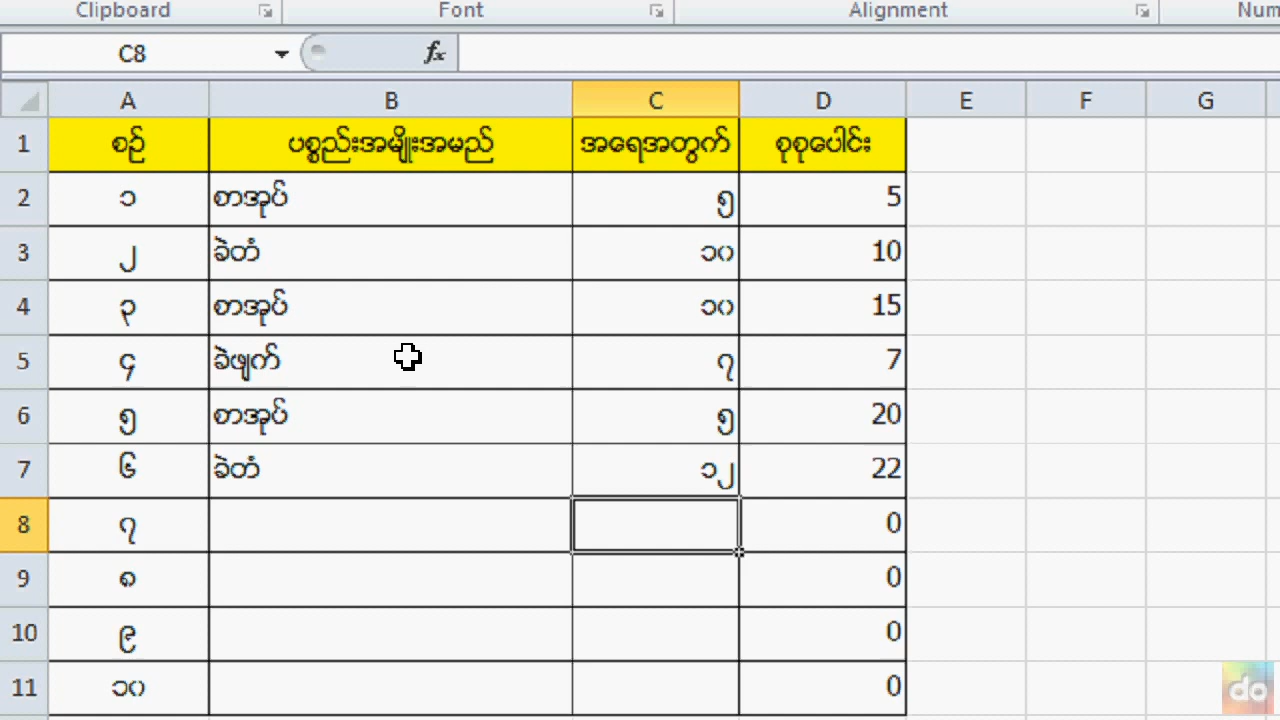 Clipboard Font Alignment Num
C8 fx
A B C D E F G
1 စဉ် ပစ္စည်းအမျိုးအမည် အရေအတွက် စုစုပေါင်း
2 ၁ စာအုပ် ၅ 5
3 ၂ ခဲတံ ၁၀ 10
4 ၃ စာအုပ် ၁၀ 15
5 ၄ ခဲဖျက် ၇ 7
6 ၅ စာအုပ် ၅ 20
7 ၆ ခဲတံ ၁၂ 22
8 ၇ 0
9 ၈ 0
10 ၉ 0
11 ၁၀ 0
do